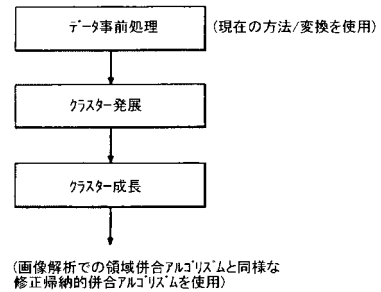 ﾃﾞｰﾀ事前処理
(現在の方法/変換を使用)
ｸﾗｽﾀｰ発展
ｸﾗｽﾀｰ成長
(画像解析での領域併合ｱﾙｺﾞﾘｽﾞﾑと同様な
修正帰納的併合ｱﾙｺﾞﾘｽﾞﾑを使用)